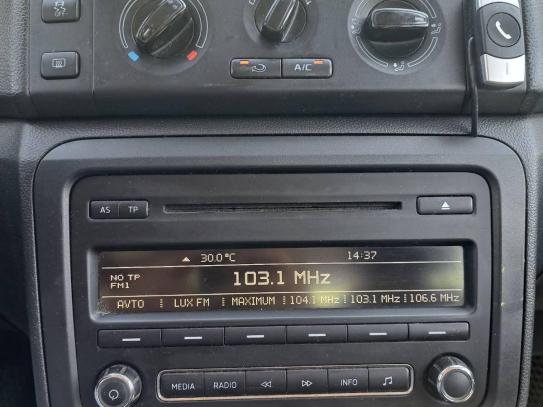 OFF
A/C
AS TP
30.0°C 14:37
NO TP
FM1
103.1 MHz
AVTO LUX FM MAXIMUM 104.1 MHz 103.1 MHz 106.6 MHz
MEDIA RADIO INFO